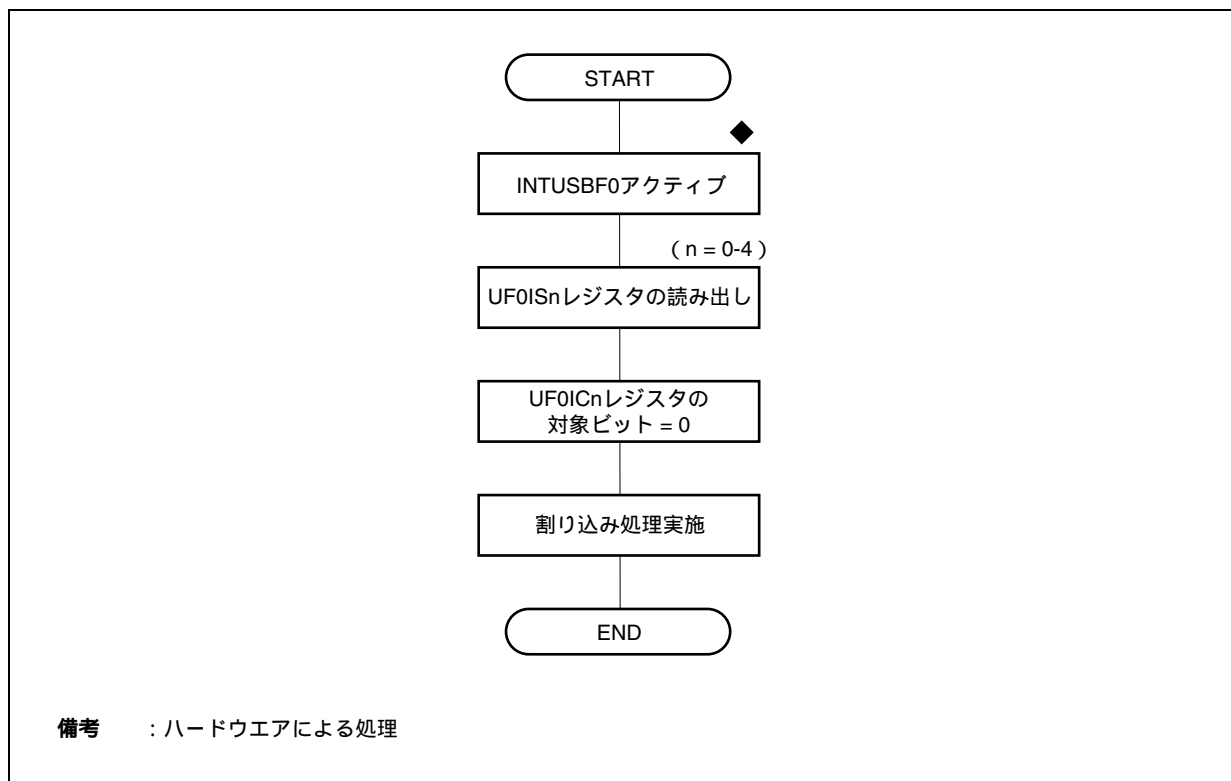 START
◆
INTUSBF0アクティブ
（n = 0-4）
UF0ISnレジスタの読み出し
UF0ICnレジスタの
対象ビット = 0
割り込み処理実施
END
備考 ：ハードウエアによる処理